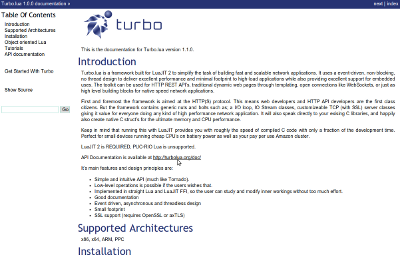 Turbo.lua 1.0.0 documentation »
next | index
Table Of Contents
Introduction
Supported Architectures
Installation
Object oriented Lua
Tutorials
API documentation
Get Started With Turbo
Show Source
Go
turbo
This is the documentation for Turbo.lua version 1.1.0.
Introduction
Turbo.lua is a framework built for LuaJIT 2 to simplify the task of building fast and scalable network applications. It uses a event-driven, non-blocking,
no thread design to deliver excellent performance and minimal footprint to high-load applications while also providing excellent support for embedded
uses. The toolkit can be used for HTTP REST APIs, traditional dynamic web pages through templating, open connections like WebSockets, or just as
high level building blocks for native speed network applications.
First and foremost the framework is aimed at the HTTP(S) protocol. This means web developers and HTTP API developers are the first class
citizens. But the framework contains generic nuts and bolts such as; a I/O loop, IO Stream classes, customizable TCP (with SSL) server classes
giving it value for everyone doing any kind of high performance network application. It will also speak directly to your existing C libraries, and happily
also create native C structs for the ultimate memory and CPU performance.
Keep in mind that running this with LuaJIT provides you with roughly the speed of compiled C code with only a fraction of the development time.
Perfect for small devices running cheap CPUs on battery power as well as your pay per use Amazon cluster.
LuaJIT 2 is REQUIRED, PUC-RIO Lua is unsupported.
API Documentation is available at http://turbolua.org/doc/
It's main features and design principles are:
• Simple and intuitive API (much like Tornado).
• Low-level operations is possible if the users wishes that.
• Implemented in straight Lua and LuaJIT FFI, so the user can study and modify inner workings without too much effort.
• Good documentation
• Event driven, asynchronous and threadless design
• Small footprint
• SSL support (requires OpenSSL or axTLS)
Supported Architectures
x86, x64, ARM, PPC
Installation